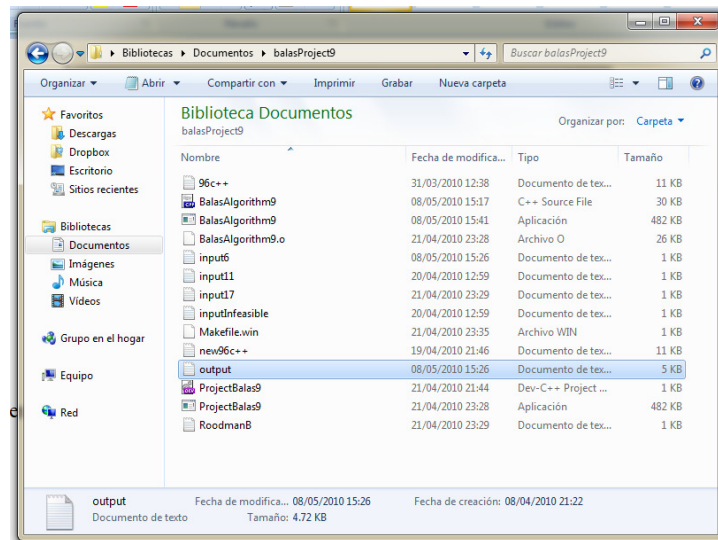 Bibliotecas ▸ Documentos ▸ balasProject9 Buscar balasProject9
Organizar Abrir Compartir con Imprimir Grabar Nueva carpeta
Favoritos
Descargas
Dropbox
Escritorio
Sitios recientes
Bibliotecas
Documentos
Imágenes
Música
Vídeos
Grupo en el hogar
Equipo
Red
Biblioteca Documentos
balasProject9
Organizar por: Carpeta
Nombre Fecha de modifica... Tipo Tamaño
96c++ 31/03/2010 12:38 Documento de tex... 11 KB
BalasAlgorithm9 08/05/2010 15:17 C++ Source File 30 KB
BalasAlgorithm9 08/05/2010 15:41 Aplicación 482 KB
BalasAlgorithm9.o 21/04/2010 23:28 Archivo O 26 KB
input6 08/05/2010 15:26 Documento de tex... 1 KB
input11 20/04/2010 12:59 Documento de tex... 1 KB
input17 21/04/2010 23:29 Documento de tex... 1 KB
inputInfeasible 20/04/2010 12:59 Documento de tex... 1 KB
Makefile.win 21/04/2010 23:35 Archivo WIN 1 KB
new96c++ 19/04/2010 21:46 Documento de tex... 11 KB
output 08/05/2010 15:26 Documento de tex... 5 KB
ProjectBalas9 21/04/2010 21:44 Dev-C++ Project ... 1 KB
ProjectBalas9 21/04/2010 23:28 Aplicación 482 KB
RoodmanB 21/04/2010 23:29 Documento de tex... 1 KB
output Fecha de modifica... 08/05/2010 15:26 Fecha de creación: 08/04/2010 21:22
Documento de texto Tamaño: 4.72 KB